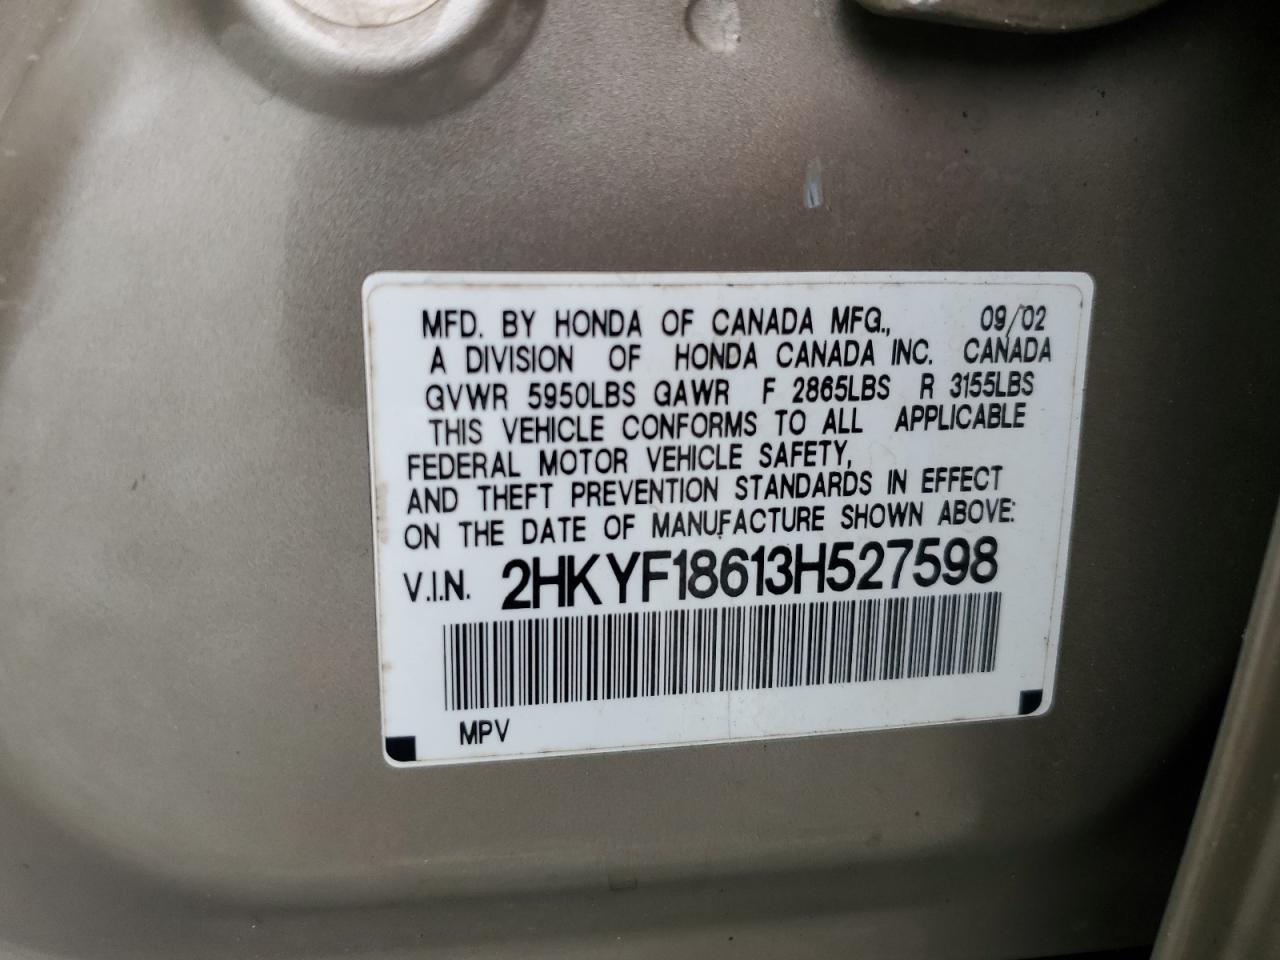 MFD. BY HONDA OF CANADA MFG., 09/02
A DIVISION OF HONDA CANADA INC. CANADA
GVWR 5950LBS GAWR F 2865LBS R 3155LBS
THIS VEHICLE CONFORMS TO ALL APPLICABLE
FEDERAL MOTOR VEHICLE SAFETY,
AND THEFT PREVENTION STANDARDS IN EFFECT
ON THE DATE OF MANUFACTURE SHOWN ABOVE:
V.I.N. 2HKYF18613H527598
MPV